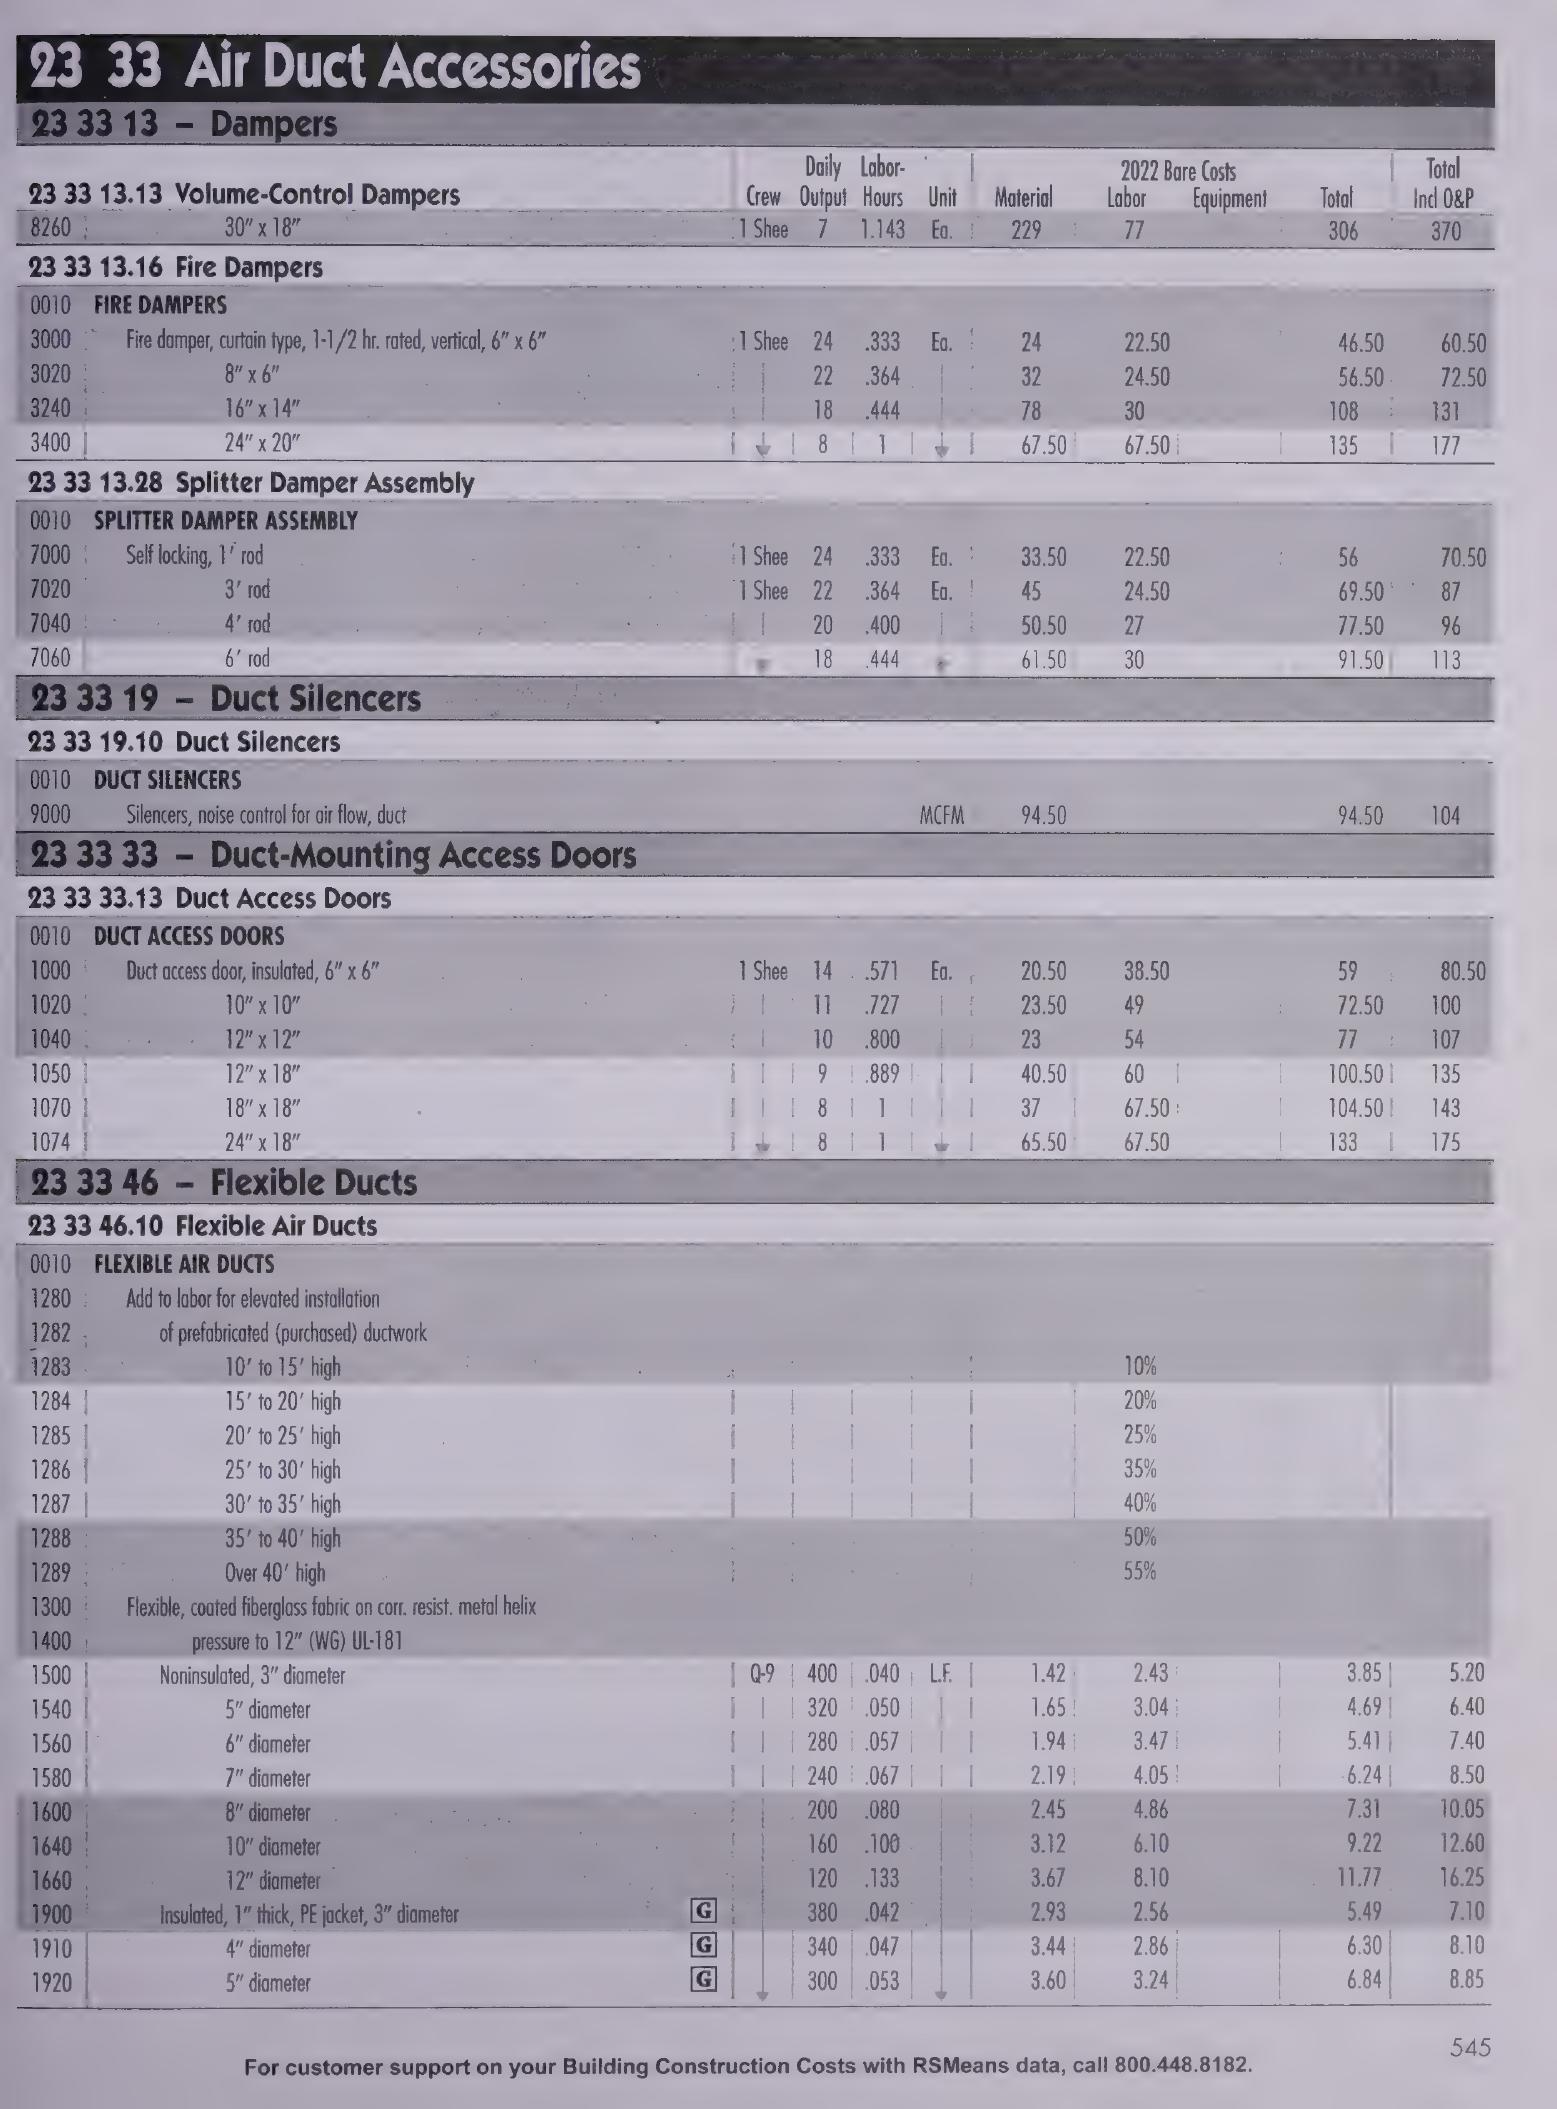 23 33 Air Duct Accessories
23 33 13 – Dampers
Daily Labor- 2022 Bare Costs Total
23 33 13.13 Volume-Control Dampers Crew Output Hours Unit Material Labor Equipment Total Incl O&P
8260 30" x 18" 1 Shee 7 1.143 Ea. 229 77 306 370
23 33 13.16 Fire Dampers
0010 FIRE DAMPERS
3000 Fire damper, curtain type, 1-1/2 hr. rated, vertical, 6" x 6" 1 Shee 24 .333 Ea. 24 22.50 46.50 60.50
3020 8" x 6" 22 .364 32 24.50 56.50 72.50
3240 16" x 14" 18 .444 78 30 108 131
3400 24" x 20" 8 1 67.50 67.50 135 177
23 33 13.28 Splitter Damper Assembly
0010 SPLITTER DAMPER ASSEMBLY
7000 Self locking, 1' rod 1 Shee 24 .333 Ea. 33.50 22.50 56 70.50
7020 3' rod 1 Shee 22 .364 Ea. 45 24.50 69.50 87
7040 4' rod 20 .400 50.50 27 77.50 96
7060 6' rod 18 .444 61.50 30 91.50 113
23 33 19 – Duct Silencers
23 33 19.10 Duct Silencers
0010 DUCT SILENCERS
9000 Silencers, noise control for air flow, duct MCFM 94.50 94.50 104
23 33 33 – Duct-Mounting Access Doors
23 33 33.13 Duct Access Doors
0010 DUCT ACCESS DOORS
1000 Duct access door, insulated, 6" x 6" 1 Shee 14 .571 Ea. 20.50 38.50 59 80.50
1020 10" x 10" 11 .727 23.50 49 72.50 100
1040 12" x 12" 10 .800 23 54 77 107
1050 12" x 18" 9 .889 40.50 60 100.50 135
1070 18" x 18" 8 1 37 67.50 104.50 143
1074 24" x 18" 8 1 65.50 67.50 133 175
23 33 46 – Flexible Ducts
23 33 46.10 Flexible Air Ducts
0010 FLEXIBLE AIR DUCTS
1280 Add to labor for elevated installation
1282 of prefabricated (purchased) ductwork
1283 10' to 15' high 10%
1284 15' to 20' high 20%
1285 20' to 25' high 25%
1286 25' to 30' high 35%
1287 30' to 35' high 40%
1288 35' to 40' high 50%
1289 Over 40' high 55%
1300 Flexible, coated fiberglass fabric on corr. resist. metal helix
1400 pressure to 12" (WG) UL-181
1500 Noninsulated, 3" diameter Q-9 400 .040 L.F. 1.42 2.43 3.85 5.20
1540 5" diameter 320 .050 1.65 3.04 4.69 6.40
1560 6" diameter 280 .057 1.94 3.47 5.41 7.40
1580 7" diameter 240 .067 2.19 4.05 6.24 8.50
1600 8" diameter 200 .080 2.45 4.86 7.31 10.05
1640 10" diameter 160 .100 3.12 6.10 9.22 12.60
1660 12" diameter 120 .133 3.67 8.10 11.77 16.25
1900 Insulated, 1" thick, PE jacket, 3" diameter G 380 .042 2.93 2.56 5.49 7.10
1910 4" diameter G 340 .047 3.44 2.86 6.30 8.10
1920 5" diameter G 300 .053 3.60 3.24 6.84 8.85
545
For customer support on your Building Construction Costs with RSMeans data, call 800.448.8182.